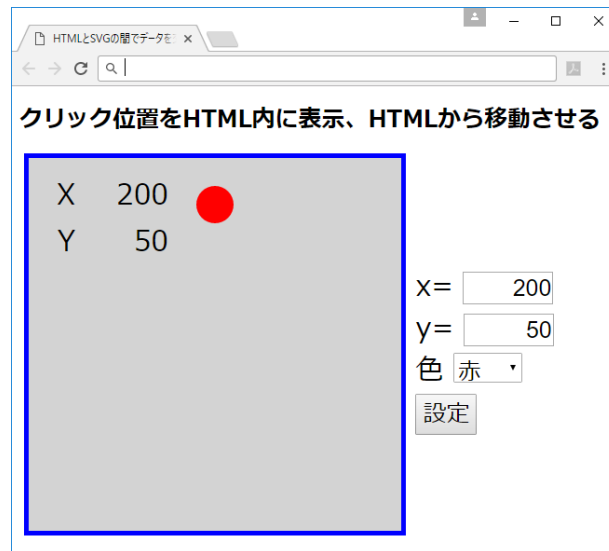 HTMLとSVGの間でデータを
クリック位置をHTML内に表示、HTMLから移動させる
X 200
Y 50
x= 200
y= 50
色 赤
設定